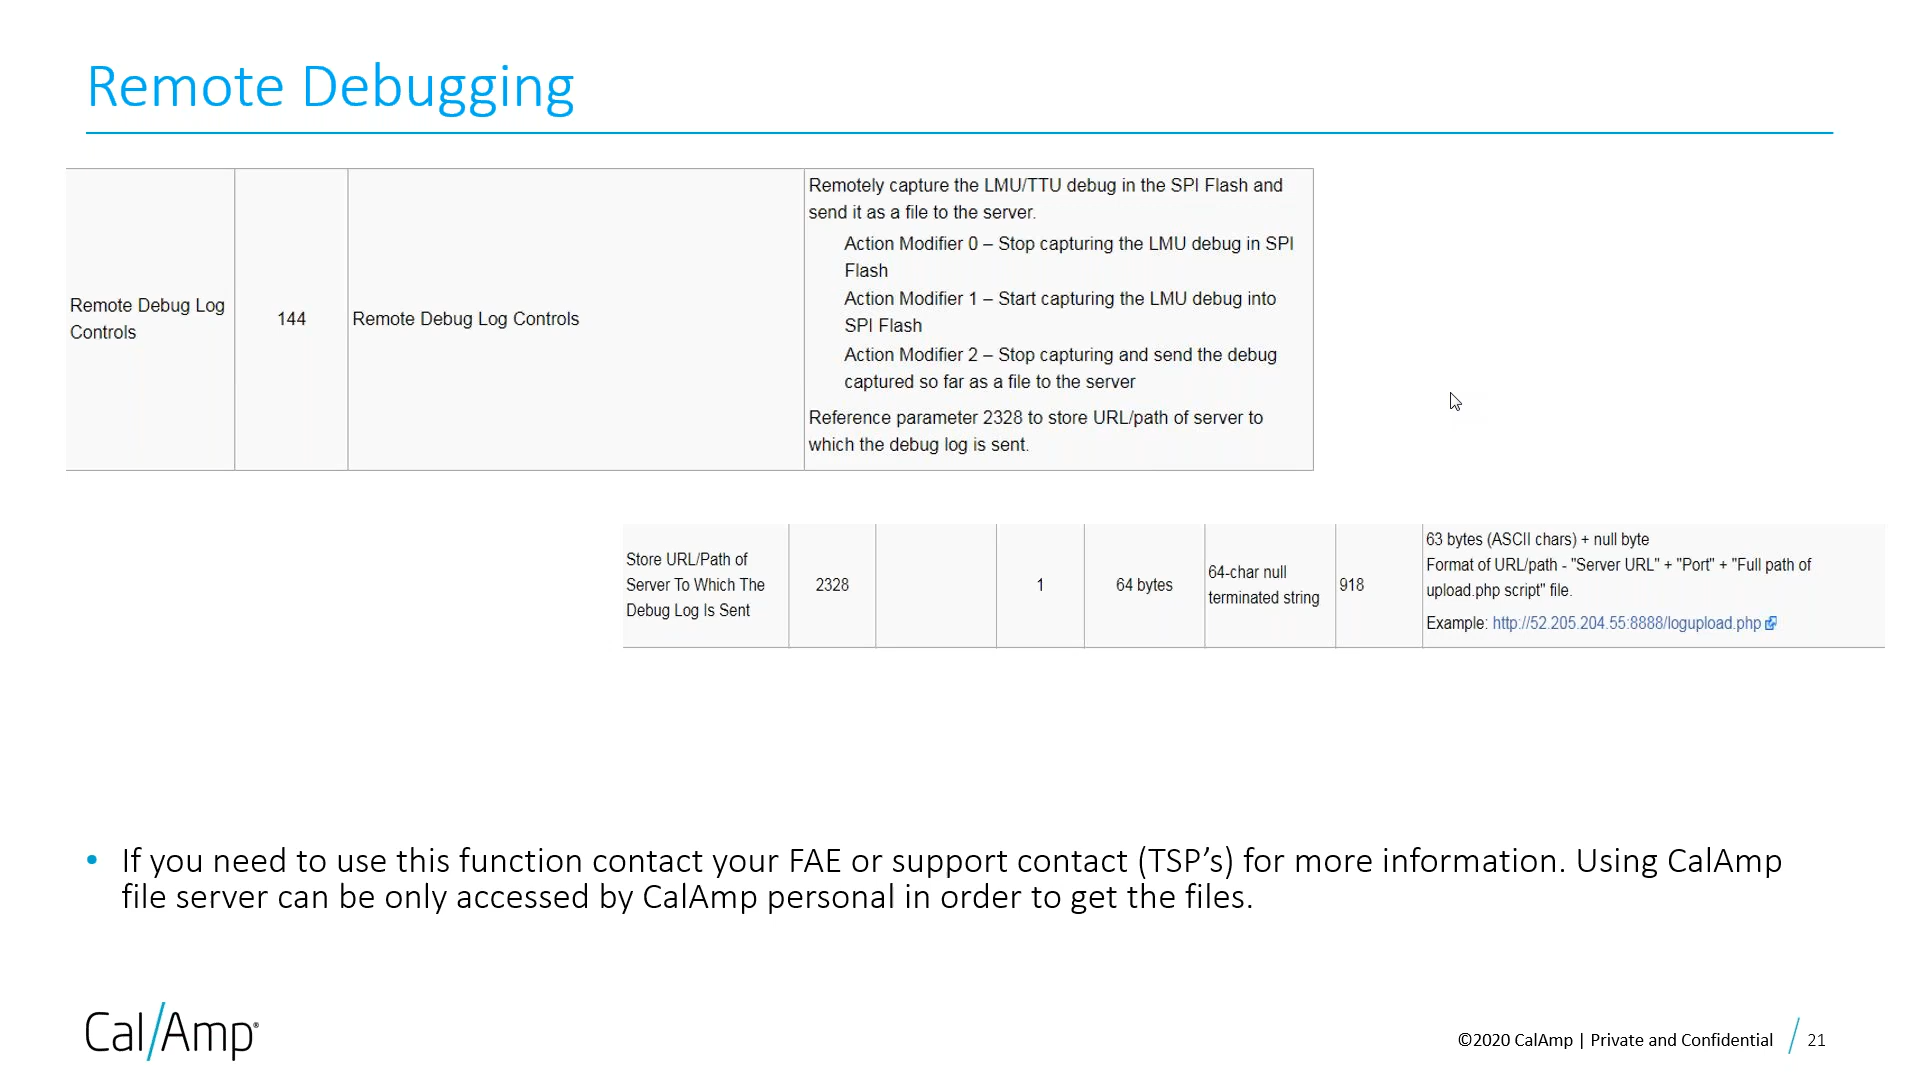 Remote Debugging
Remote Debug Log
Controls
144
Remote Debug Log Controls
Remotely capture the LMU/TTU debug in the SPI Flash and
send it as a file to the server.
Action Modifier 0 – Stop capturing the LMU debug in SPI
Flash
Action Modifier 1 – Start capturing the LMU debug into
SPI Flash
Action Modifier 2 – Stop capturing and send the debug
captured so far as a file to the server
Reference parameter 2328 to store URL/path of server to
which the debug log is sent.
Store URL/Path of
Server To Which The
Debug Log Is Sent
2328
1
64 bytes
64-char null
terminated string
918
63 bytes (ASCII chars) + null byte
Format of URL/path - "Server URL" + "Port" + "Full path of
upload.php script" file.
Example: http://52.205.204.55:8888/logupload.php
• If you need to use this function contact your FAE or support contact (TSP’s) for more information. Using CalAmp
file server can be only accessed by CalAmp personal in order to get the files.
Cal/Amp®
©2020 CalAmp | Private and Confidential / 21